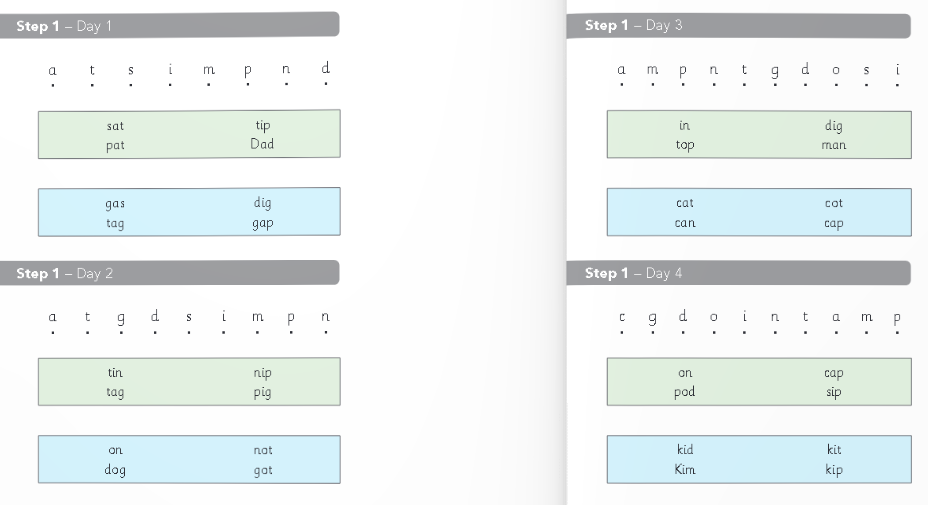 Step 1 – Day 1
a t s i m p n d
sat tip
pat Dad
gas dig
tag gap
Step 1 – Day 2
a t g d s i m p n
tin nip
tag pig
on not
dog got
Step 1 – Day 3
a m p n t g d o s i
in dig
top man
cat cot
can cap
Step 1 – Day 4
c g d o i n t a m p
on cap
pod sip
kid kit
Kim kip